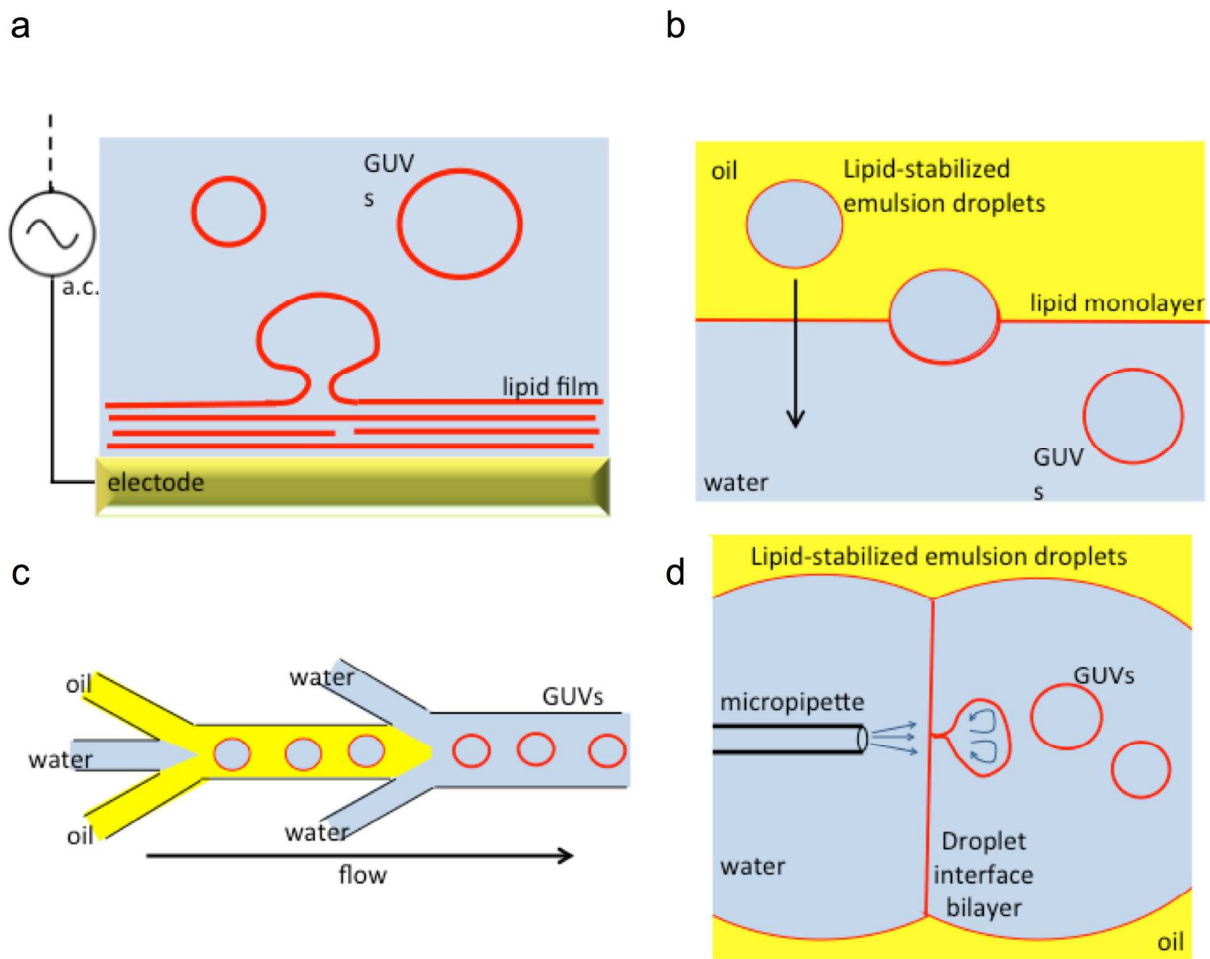 a
GUV
s
a.c.
lipid film
electode
b
oil
Lipid-stabilized
emulsion droplets
lipid monolayer
GUV
s
water
c
oil
water
water
GUVs
oil
water
flow
d
Lipid-stabilized emulsion droplets
GUVs
micropipette
water
Droplet
interface
bilayer
oil